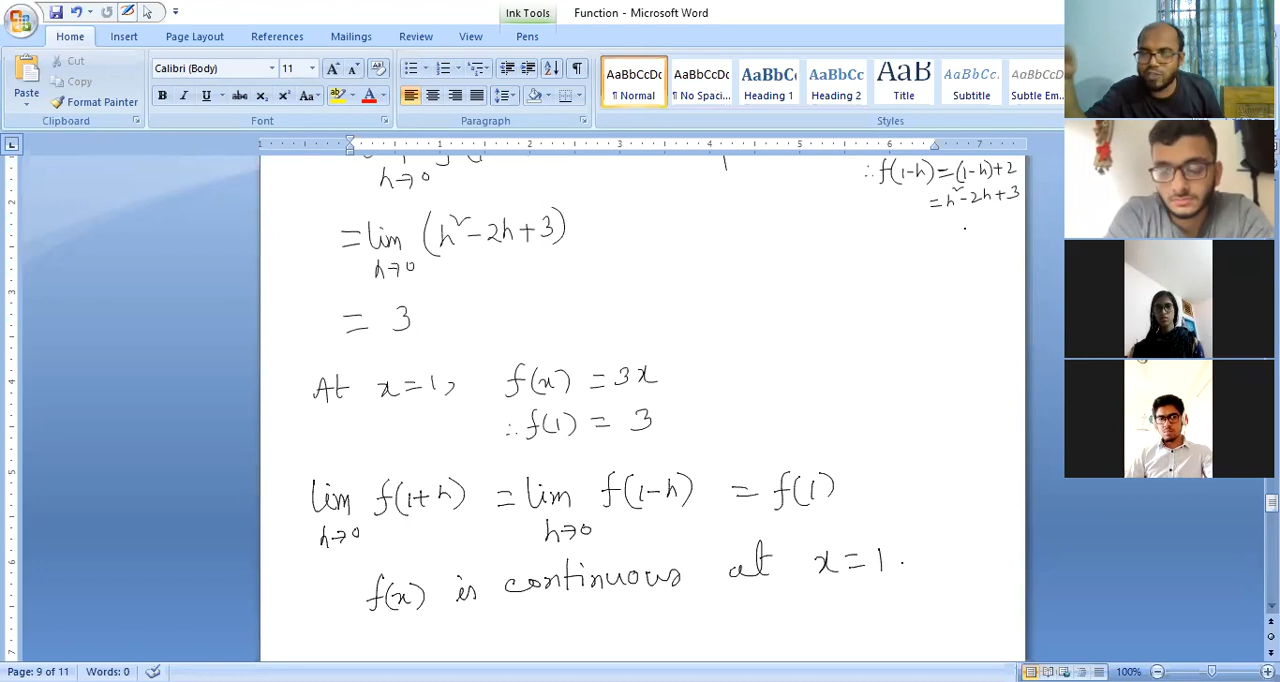 Ink Tools
Function - Microsoft Word
Home Insert Page Layout References Mailings Review View Pens
Paste
Cut
Copy
Format Painter
Clipboard
Calibri (Body) 11
Font
Paragraph
AaBbCcDc AaBbCcDc AaBbCc AaBbCc AaB AaBbCc. AaBbCcDc
¶ Normal ¶ No Spaci... Heading 1 Heading 2 Title Subtitle Subtle Em...
Styles
h→0
∴f(1-h)=(1-h)²+2
=h²-2h+3
=lim (h²-2h+3)
h→0
= 3
At x=1, f(x) = 3x
∴f(1) = 3
lim f(1+h) = lim f(1-h) = f(1)
h→0 h→0
f(x) is continuous at x=1.
Page: 9 of 11 Words: 0 100%